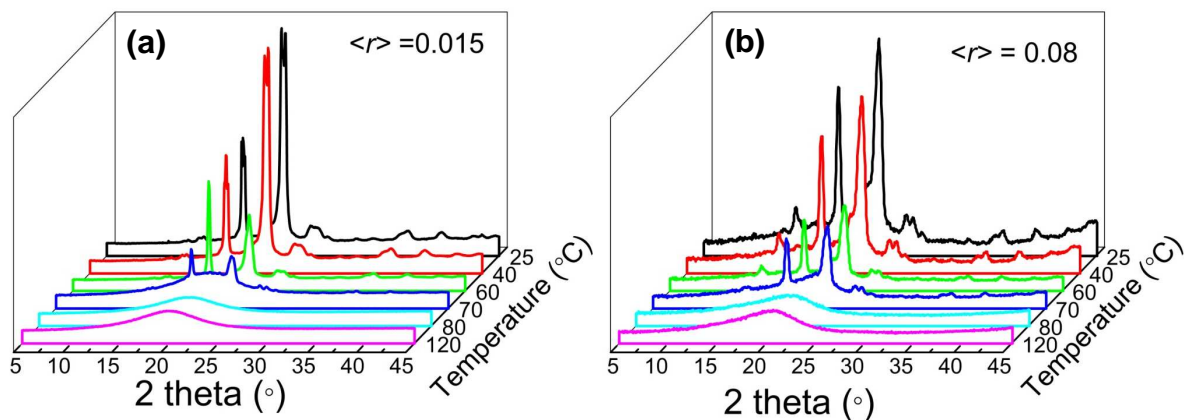 (a)
<r> =0.015
5 10 15 20 25 30 35 40 45
2 theta (°)
120 80 70 60 40 25
Temperature (°C)
(b)
<r> = 0.08
5 10 15 20 25 30 35 40 45
2 theta (°)
120 80 70 60 40 25
Temperature (°C)